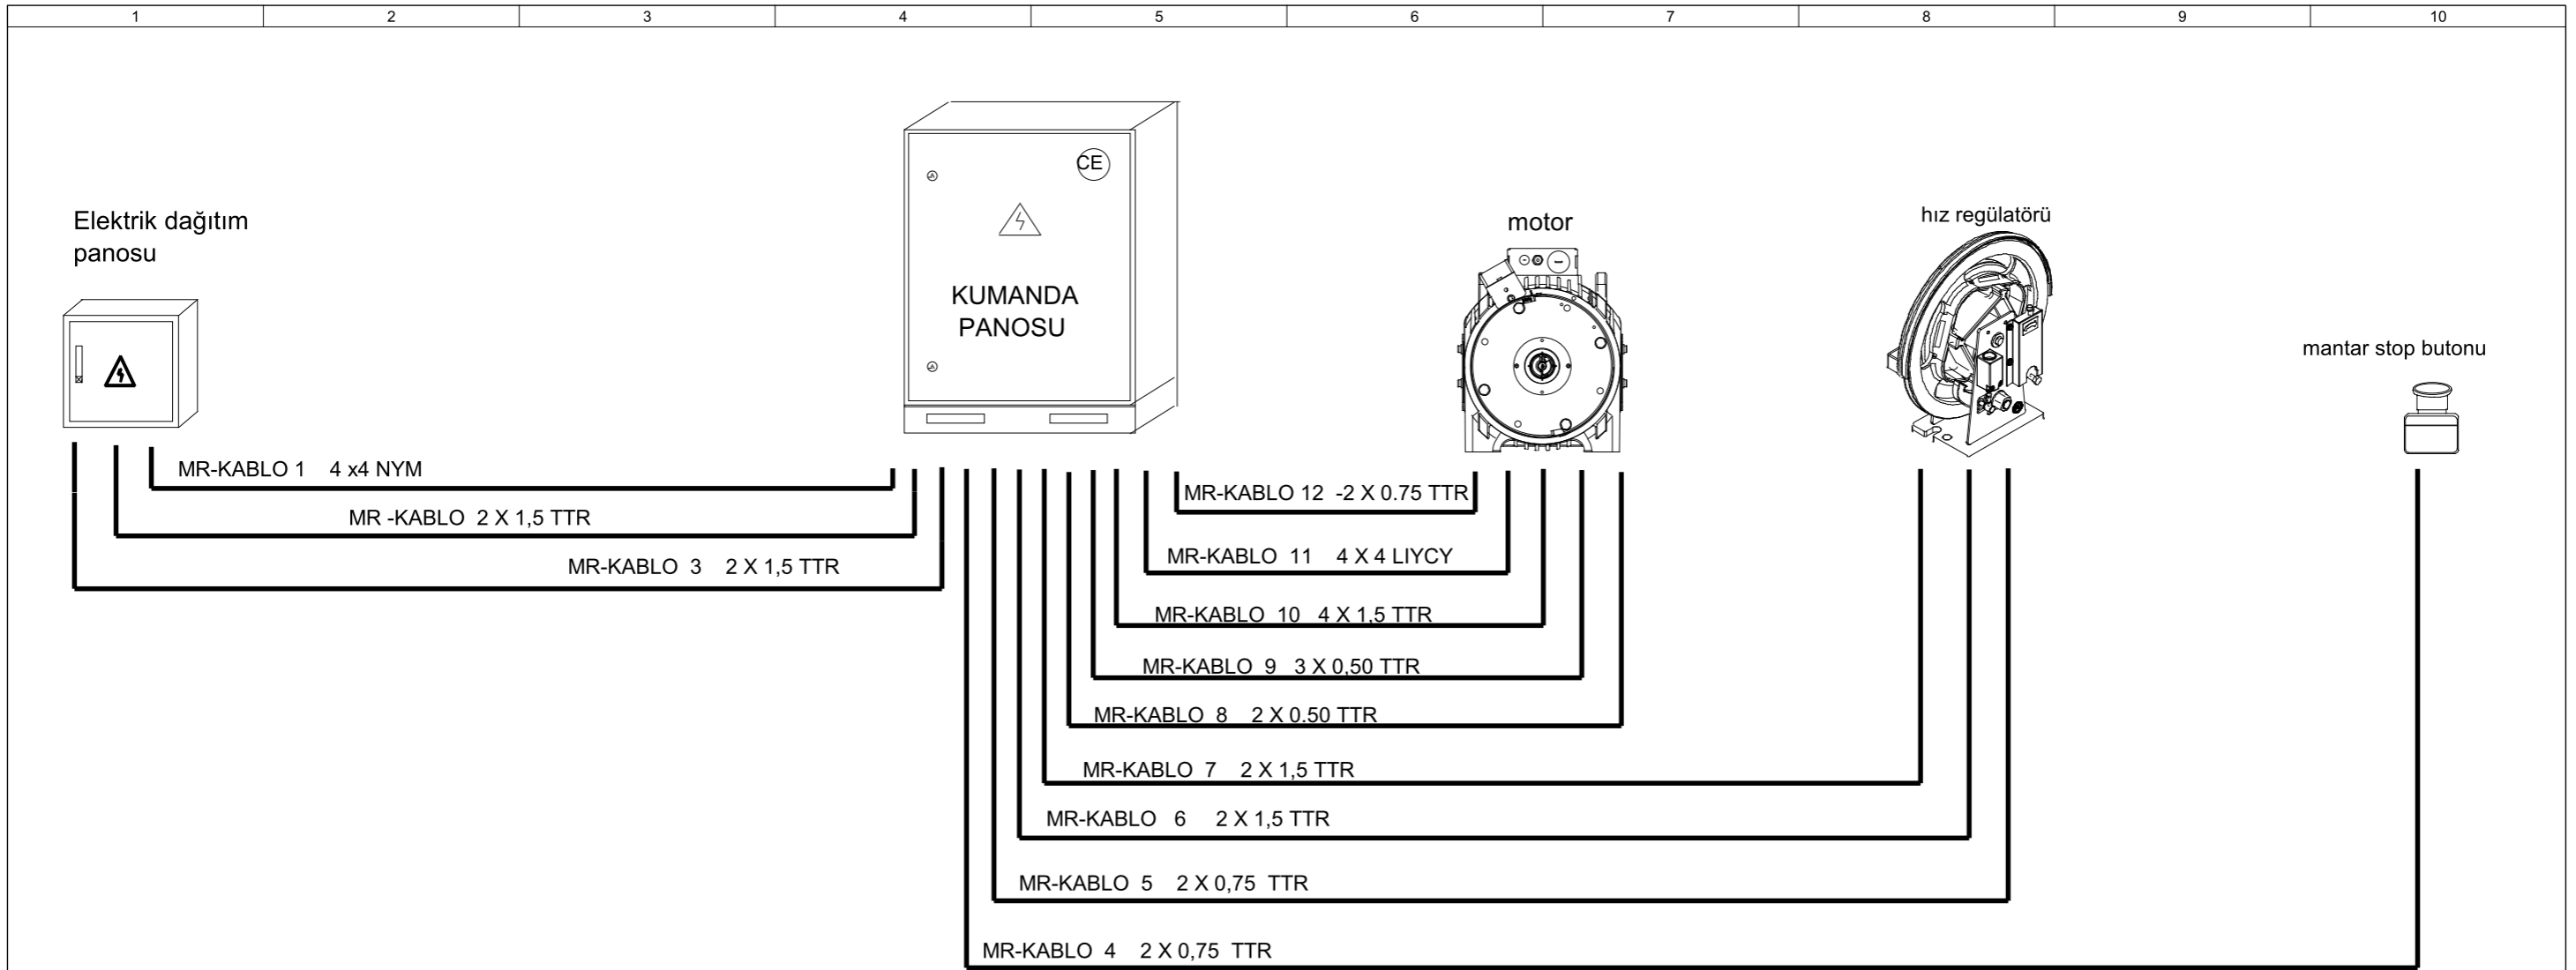 1 2 3 4 5 6 7 8 9 10
CE
Elektrik dağıtım
panosu
KUMANDA
PANOSU
motor
hız regülatörü
mantar stop butonu
MR-KABLO 1 4 x4 NYM
MR -KABLO 2 X 1,5 TTR
MR-KABLO 3 2 X 1,5 TTR
MR-KABLO 12 -2 X 0.75 TTR
MR-KABLO 11 4 X 4 LIYCY
MR-KABLO 10 4 X 1,5 TTR
MR-KABLO 9 3 X 0,50 TTR
MR-KABLO 8 2 X 0.50 TTR
MR-KABLO 7 2 X 1,5 TTR
MR-KABLO 6 2 X 1,5 TTR
MR-KABLO 5 2 X 0,75 TTR
MR-KABLO 4 2 X 0,75 TTR